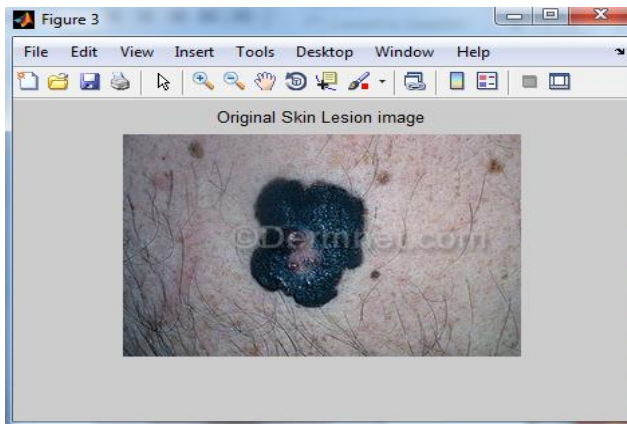 Figure 3
File Edit View Insert Tools Desktop Window Help
Original Skin Lesion image
©Dermnet.com